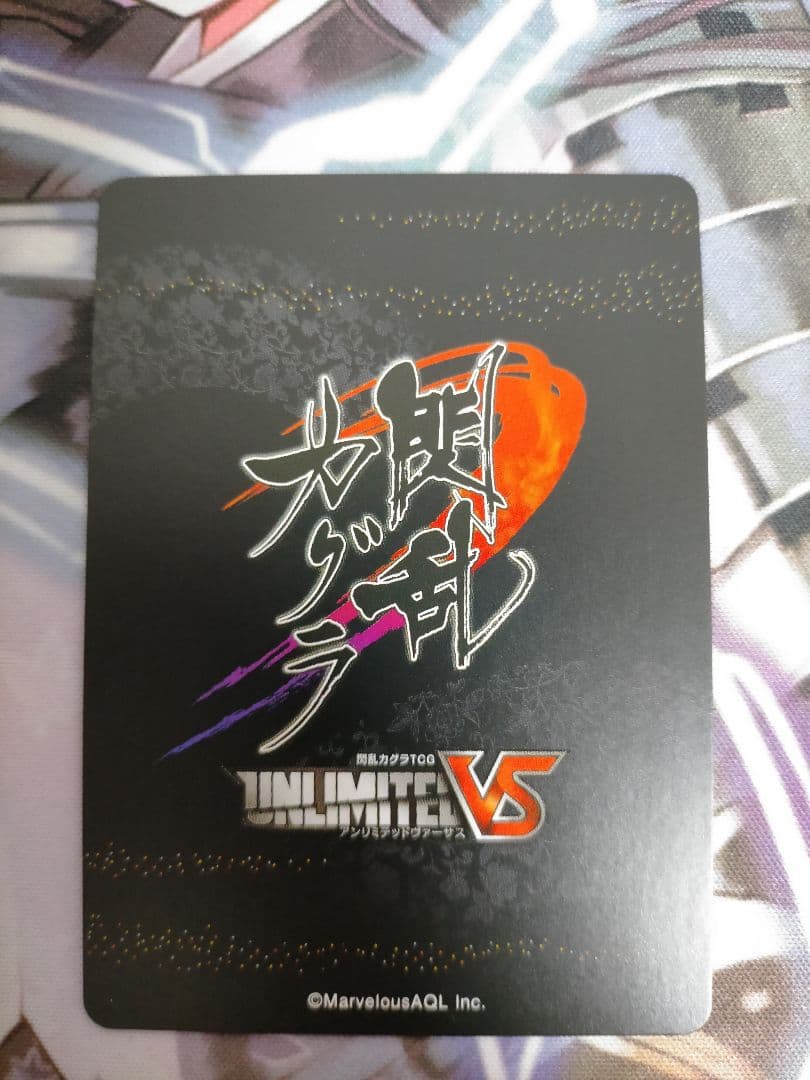 閃乱
カグラ
閃乱カグラTCG
UNLIMITED VS
アンリミテッドヴァーサス
©MarvelousAQL Inc.